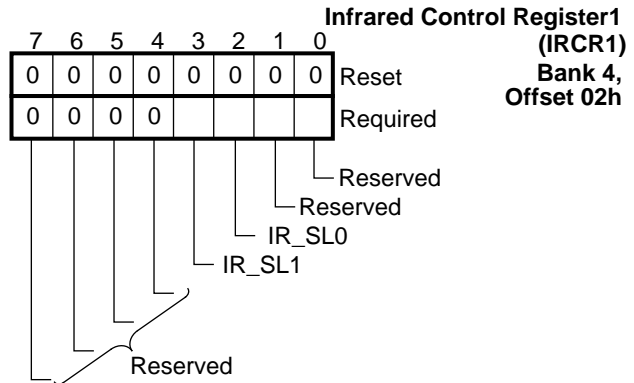 Infrared Control Register1
(IRCR1)
Bank 4,
Offset 02h
7 6 5 4 3 2 1 0
0 0 0 0 0 0 0 0 Reset
0 0 0 0 Required
Reserved
Reserved
IR_SL0
IR_SL1
Reserved